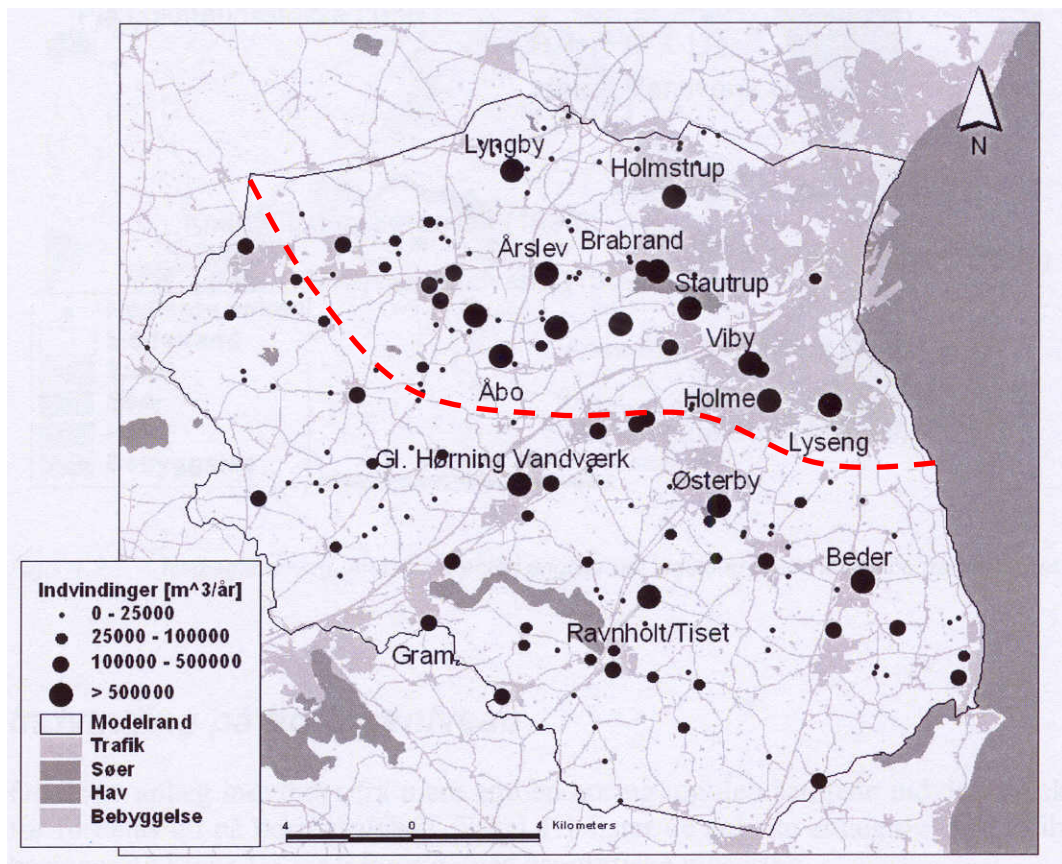 N
Lyngby
Holmstrup
Brabrand
Årslev
Stautrup
Viby
Åbo
Holme
Lyseng
Gl. Hørning Vandværk
Østerby
Beder
Ravnholt/Tiset
Gram
Indvindinger [m^3/år]
0 - 25000
25000 - 100000
100000 - 500000
> 500000
Modelrand
Trafik
Søer
Hav
Bebyggelse
4 0 4 Kilometers